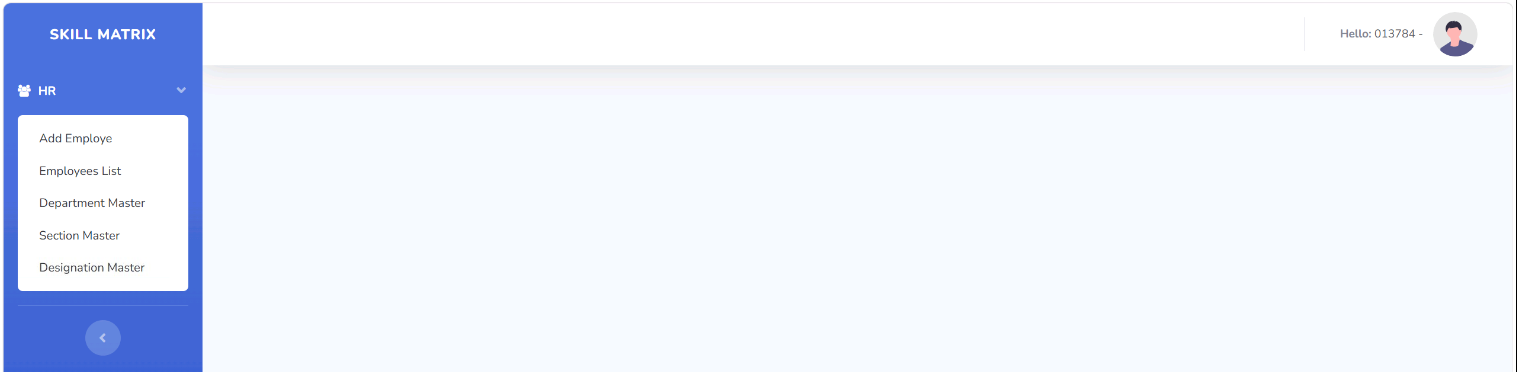 SKILL MATRIX
Hello: 013784 -
HR
Add Employe
Employees List
Department Master
Section Master
Designation Master